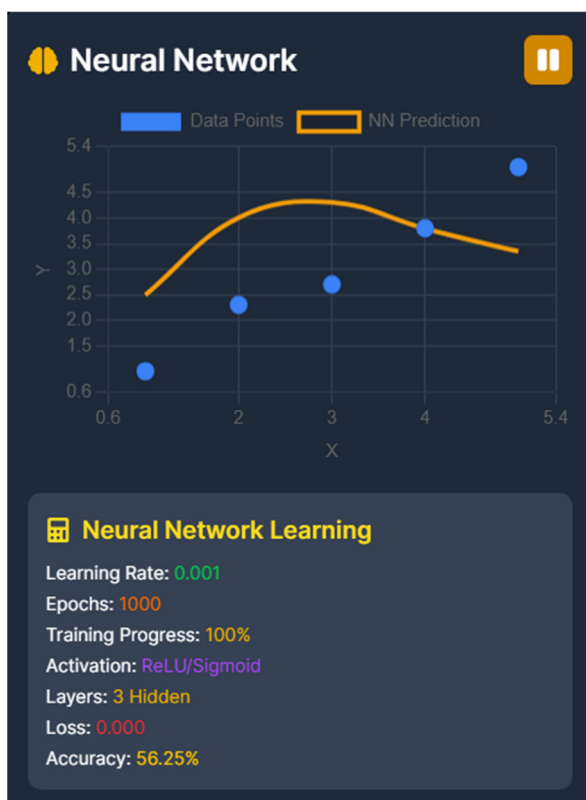 Neural Network
Data Points NN Prediction
5.4
4.5
4.0
3.5
3.0
2.5
2.0
1.5
0.6
Y
0.6 2 3 4 5.4
X
Neural Network Learning
Learning Rate: 0.001
Epochs: 1000
Training Progress: 100%
Activation: ReLU/Sigmoid
Layers: 3 Hidden
Loss: 0.000
Accuracy: 56.25%